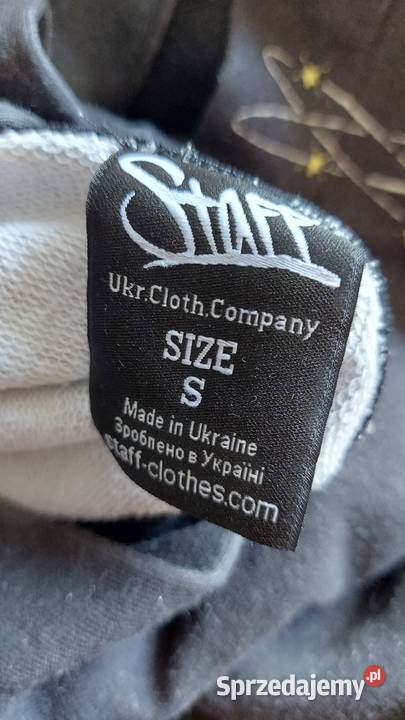 Staff
Ukr.Cloth.Company
SIZE
S
Made in Ukraine
Зроблено в Україні
staff-clothes.com
Sprzedajemy.pl